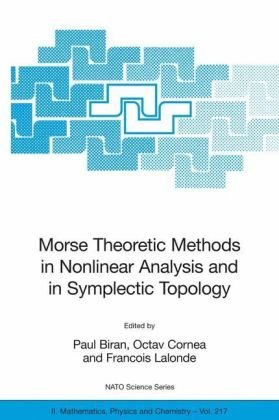 Morse Theoretic Methods
in Nonlinear Analysis and
in Symplectic Topology
Edited by
Paul Biran, Octav Cornea
and Francois Lalonde
NATO Science Series
II. Mathematics, Physics and Chemistry – Vol. 217